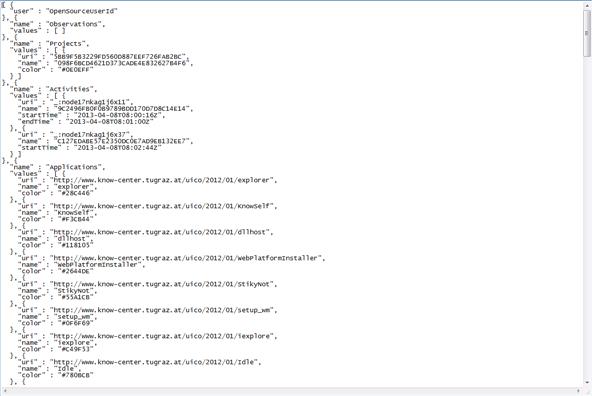 [ {
"user" : "OpenSourceUserId"
}, {
"name" : "Observations",
"values" : [ ]
}, {
"name" : "Projects",
"values" : [ {
"uri" : "5BB9F5B3229FD560D887EEF726FAB2BC",
"name" : "098F6BCD4621D373CADE4E832627B4F6",
"color" : "#0E0EFF"
} ]
}, {
"name" : "Activities",
"values" : [ {
"uri" : "_:node17nkag1j6x11",
"name" : "9C2496FB0F0B9789BDD170D7D8C14E14",
"startTime" : "2013-04-08T08:00:16Z",
"endTime" : "2013-04-08T08:01:00Z"
}, {
"uri" : "_:node17nkag1j6x37",
"name" : "C127EDABE57E2350DC0E7AD9EB132EE7",
"startTime" : "2013-04-08T08:02:44Z"
} ]
}, {
"name" : "Applications",
"values" : [ {
"uri" : "http://www.know-center.tugraz.at/uico/2012/01/explorer",
"name" : "explorer",
"color" : "#28C446"
}, {
"uri" : "http://www.know-center.tugraz.at/uico/2012/01/KnowSelf",
"name" : "KnowSelf",
"color" : "#F3CB44"
}, {
"uri" : "http://www.know-center.tugraz.at/uico/2012/01/dllhost",
"name" : "dllhost",
"color" : "#118105"
}, {
"uri" : "http://www.know-center.tugraz.at/uico/2012/01/WebPlatformInstaller",
"name" : "WebPlatformInstaller",
"color" : "#2644DE"
}, {
"uri" : "http://www.know-center.tugraz.at/uico/2012/01/StikyNot",
"name" : "StikyNot",
"color" : "#55A1CB"
}, {
"uri" : "http://www.know-center.tugraz.at/uico/2012/01/setup_wm",
"name" : "setup_wm",
"color" : "#0F6F69"
}, {
"uri" : "http://www.know-center.tugraz.at/uico/2012/01/iexplore",
"name" : "iexplore",
"color" : "#C49F53"
}, {
"uri" : "http://www.know-center.tugraz.at/uico/2012/01/Idle",
"name" : "Idle",
"color" : "#780BCB"
}, {